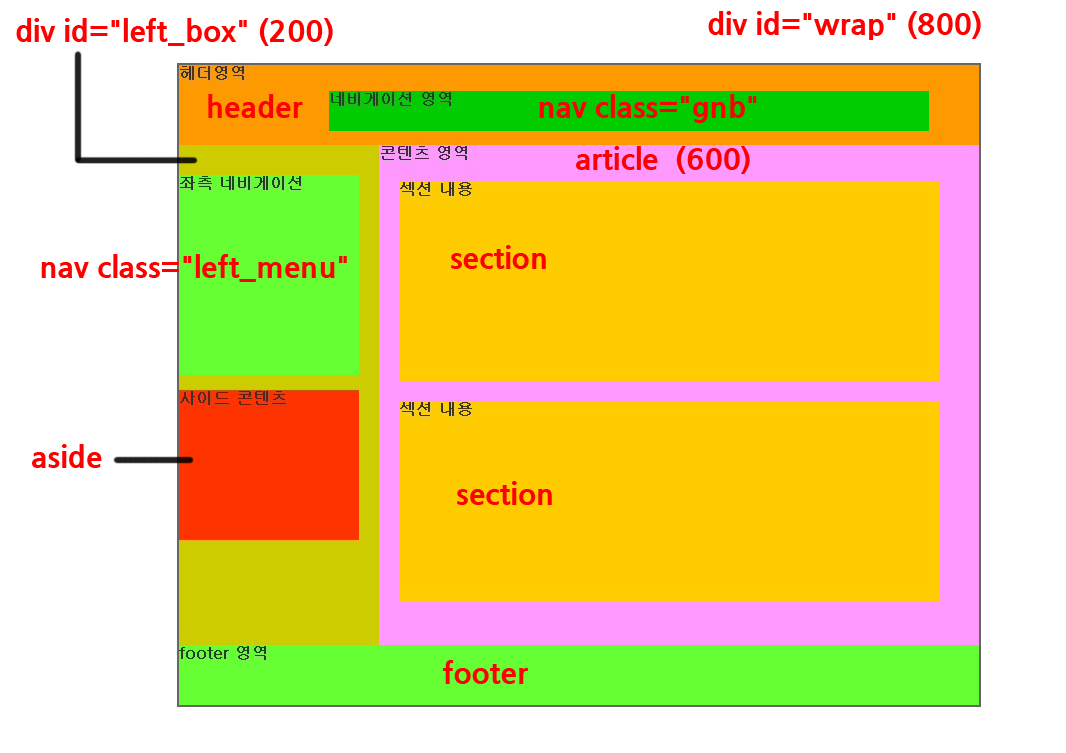 div id="left_box" (200)
div id="wrap" (800)
헤더영역
header
네비게이션 영역
nav class="gnb"
콘텐츠 영역
article (600)
좌측 네비게이션
nav class="left_menu"
섹션 내용
section
사이드 콘텐츠
aside
섹션 내용
section
footer 영역
footer